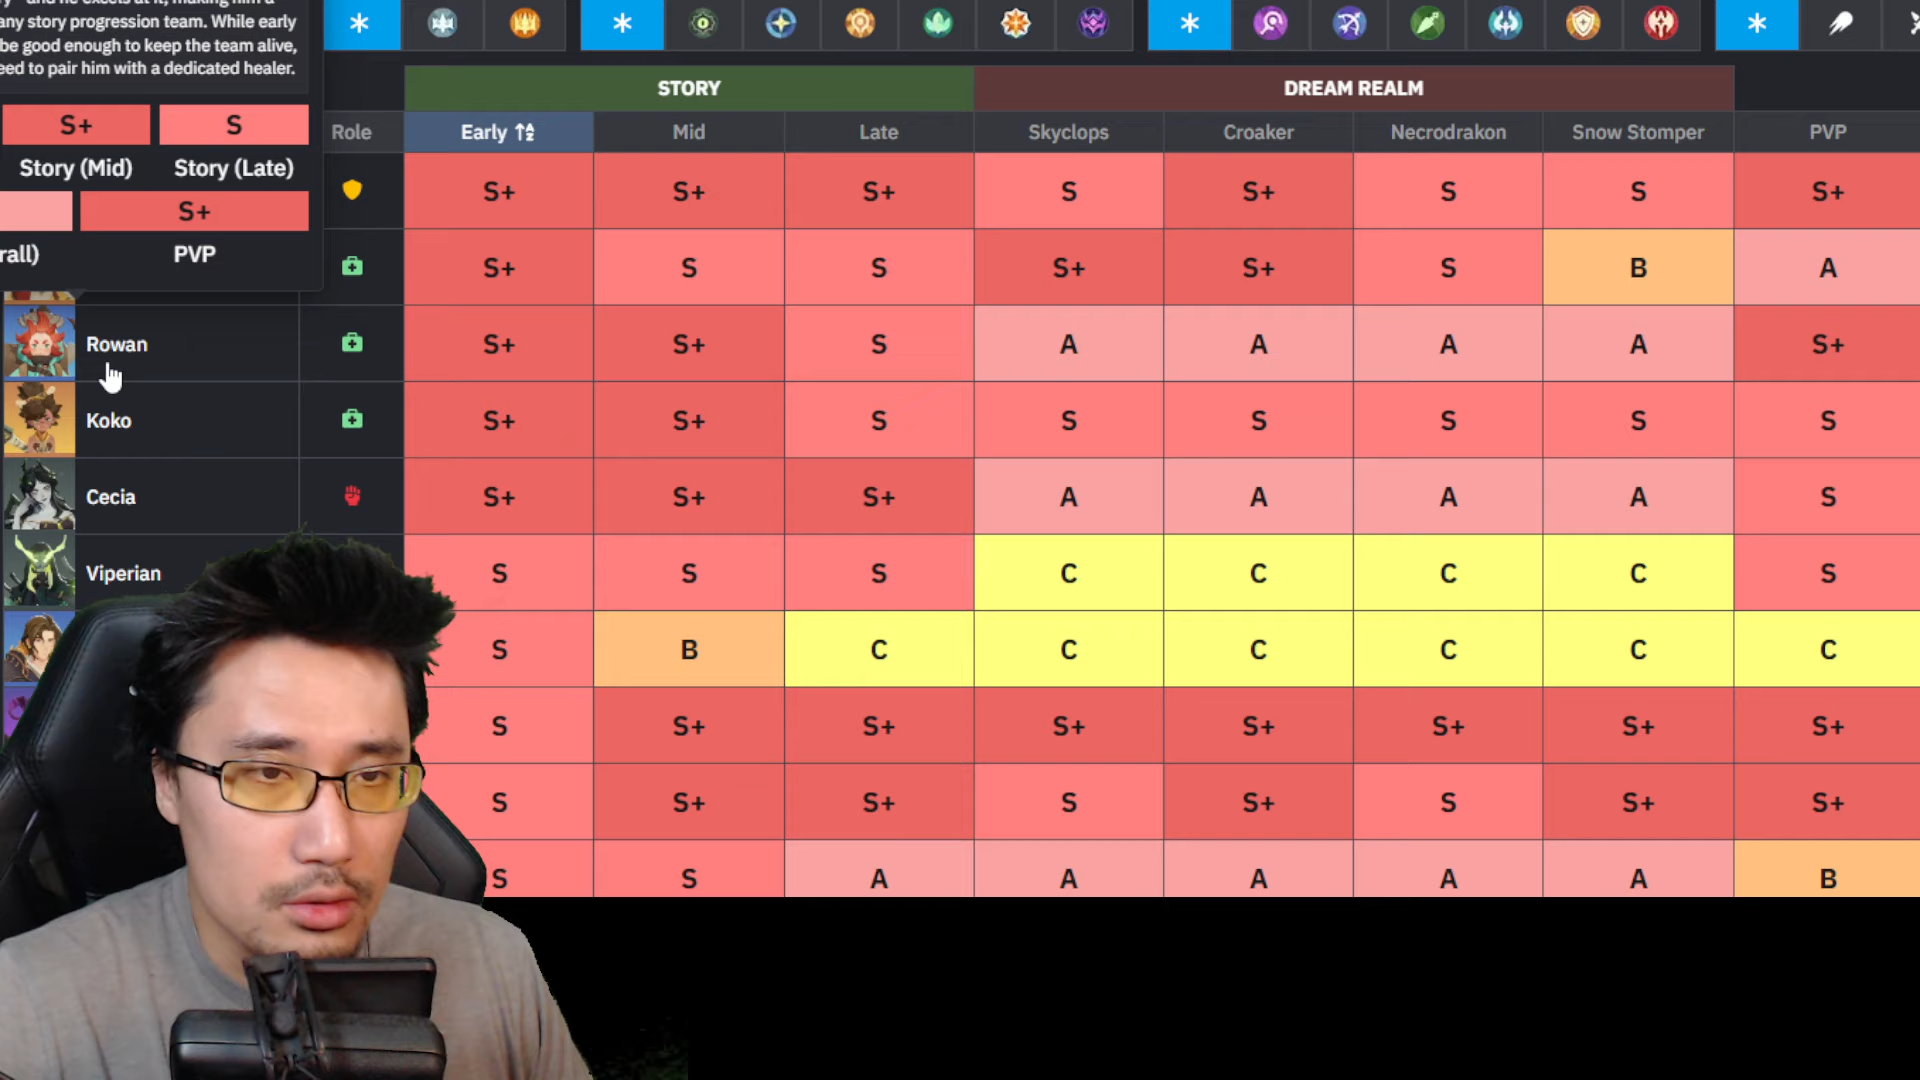 any story progression team. While early
be good enough to keep the team alive,
eed to pair him with a dedicated healer.
S+ S
Story (Mid) Story (Late)
S+
rall) PVP
STORY DREAM REALM
Role Early Mid Late Skyclops Croaker Necrodrakon Snow Stomper PVP
S+ S+ S+ S S+ S S S+
S+ S S S+ S+ S B A
Rowan S+ S+ S A A A A S+
Koko S+ S+ S S S S S S
Cecia S+ S+ S+ A A A A S
Viperian S S S C C C C S
S B C C C C C C
S S+ S+ S+ S+ S+ S+ S+
S S+ S+ S S+ S S+ S+
S S A A A A A B